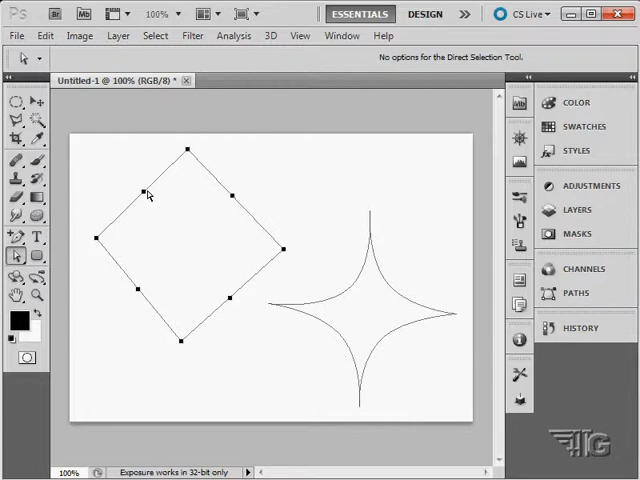 Ps Br Mb 100% ESSENTIALS DESIGN CS Live
File Edit Image Layer Select Filter Analysis 3D View Window Help
No options for the Direct Selection Tool.
Untitled-1 @ 100% (RGB/8) *
Mb COLOR
SWATCHES
STYLES
ADJUSTMENTS
T LAYERS
MASKS
CHANNELS
PATHS
HISTORY
100% Exposure works in 32-bit only